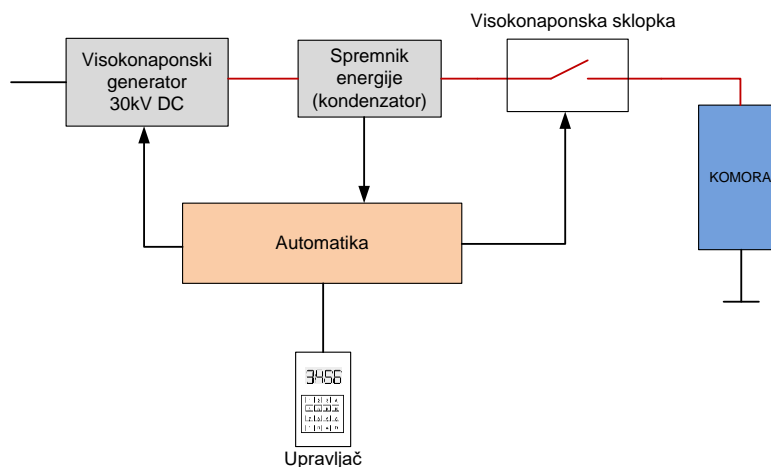 Visokonaponska sklopka
Visokonaponski
generator
30kV DC
Spremnik
energije
(kondenzator)
KOMORA
Automatika
3456
Upravljač